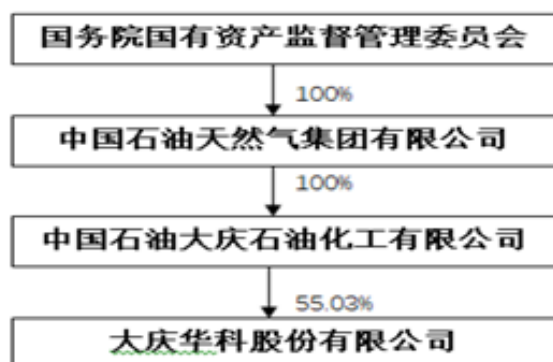 国务院国有资产监督管理委员会
100%
中国石油天然气集团有限公司
100%
中国石油大庆石油化工有限公司
55.03%
大庆华科股份有限公司